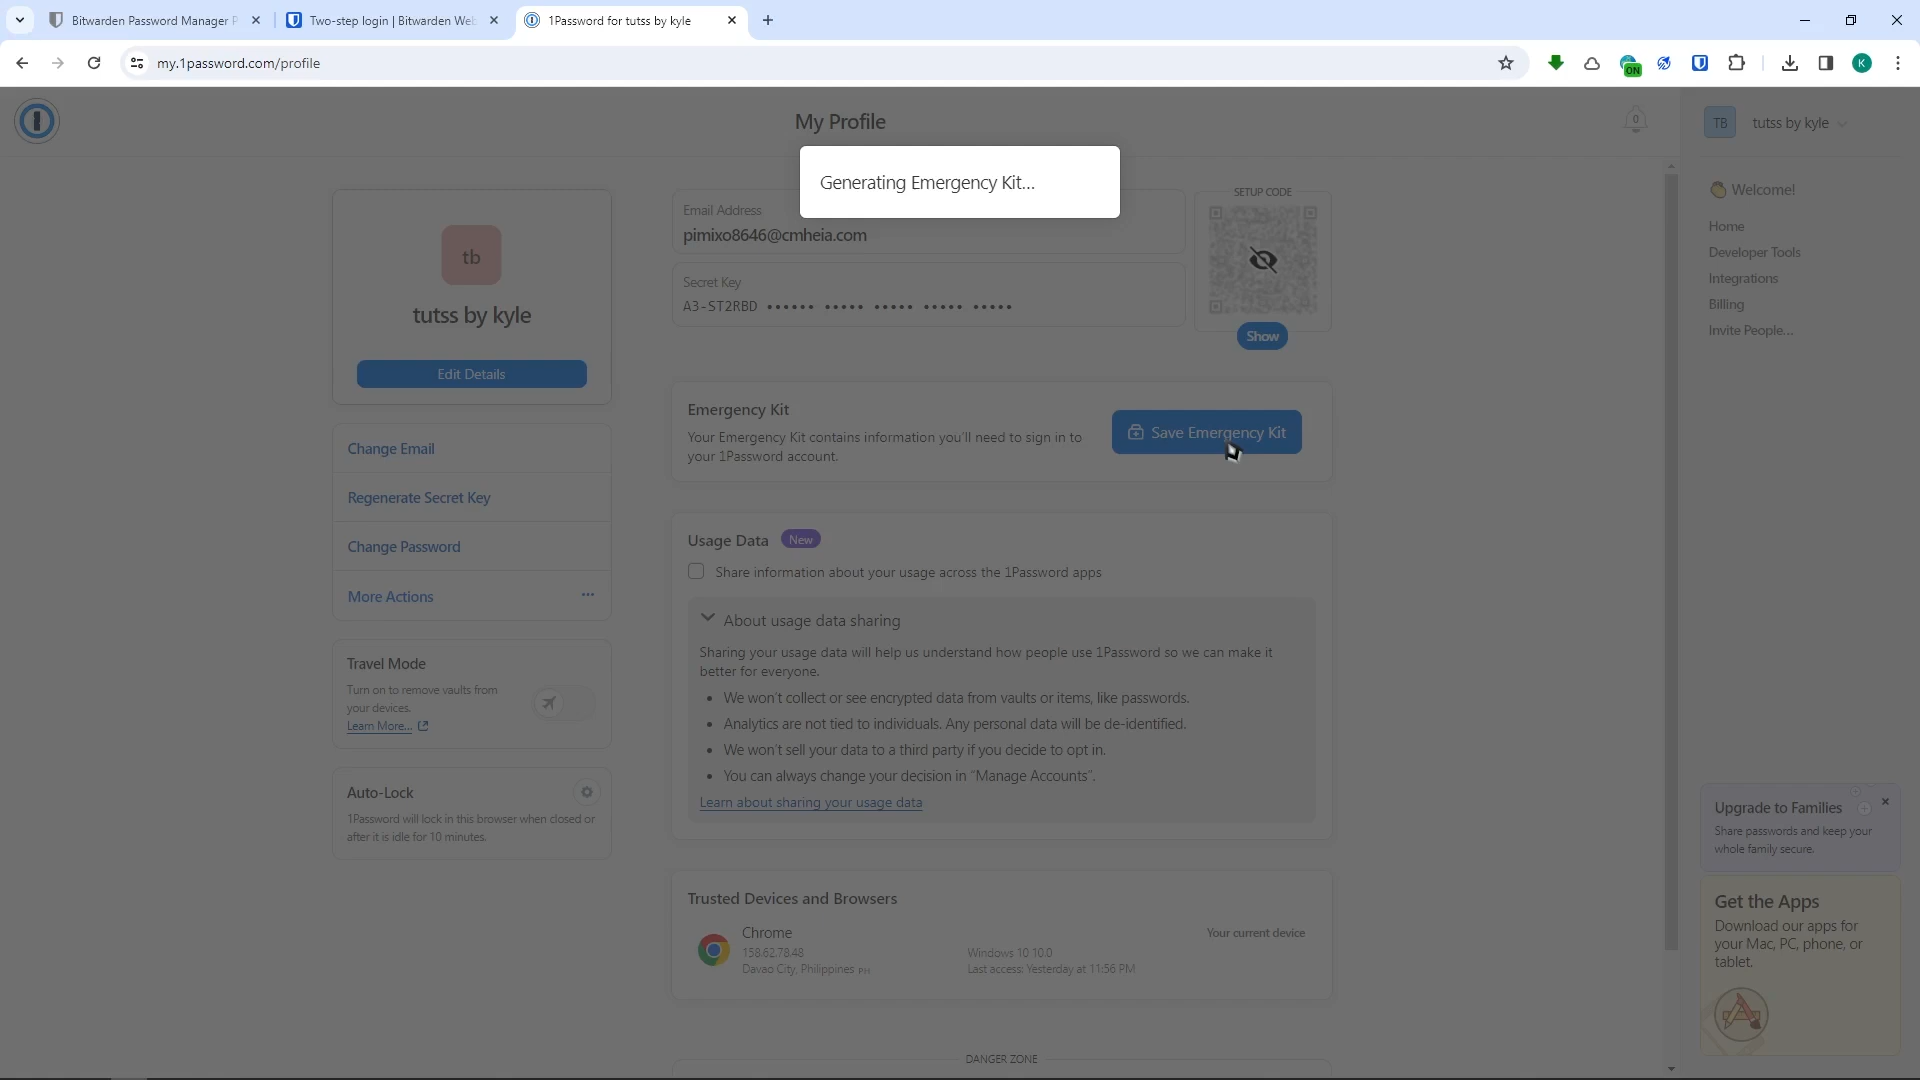 Bitwarden Password Manager P
Two-step login | Bitwarden Web
1Password for tutss by kyle
my.1password.com/profile
ON
K
My Profile
0
TB
tutss by kyle
Generating Emergency Kit...
tb
tutss by kyle
Edit Details
Email Address
pimixo8646@cmheia.com
Secret Key
A3-ST2RBD •••••• ••••• ••••• ••••• •••••
SETUP CODE
Show
Welcome!
Home
Developer Tools
Integrations
Billing
Invite People...
Emergency Kit
Your Emergency Kit contains information you'll need to sign in to
your 1Password account.
Save Emergency Kit
Change Email
Regenerate Secret Key
Change Password
More Actions
Usage Data
New
Share information about your usage across the 1Password apps
About usage data sharing
Sharing your usage data will help us understand how people use 1Password so we can make it
better for everyone.
• We won't collect or see encrypted data from vaults or items, like passwords.
• Analytics are not tied to individuals. Any personal data will be de-identified.
• We won't sell your data to a third party if you decide to opt in.
• You can always change your decision in "Manage Accounts".
Learn about sharing your usage data
Travel Mode
Turn on to remove vaults from
your devices.
Learn More...
Auto-Lock
1Password will lock in this browser when closed or
after it is idle for 10 minutes.
Upgrade to Families
Share passwords and keep your
whole family secure.
Get the Apps
Download our apps for
your Mac, PC, phone, or
tablet.
Trusted Devices and Browsers
Chrome
158.62.78.48
Davao City, Philippines PH
Windows 10 10.0
Last access: Yesterday at 11:56 PM
Your current device
DANGER ZONE